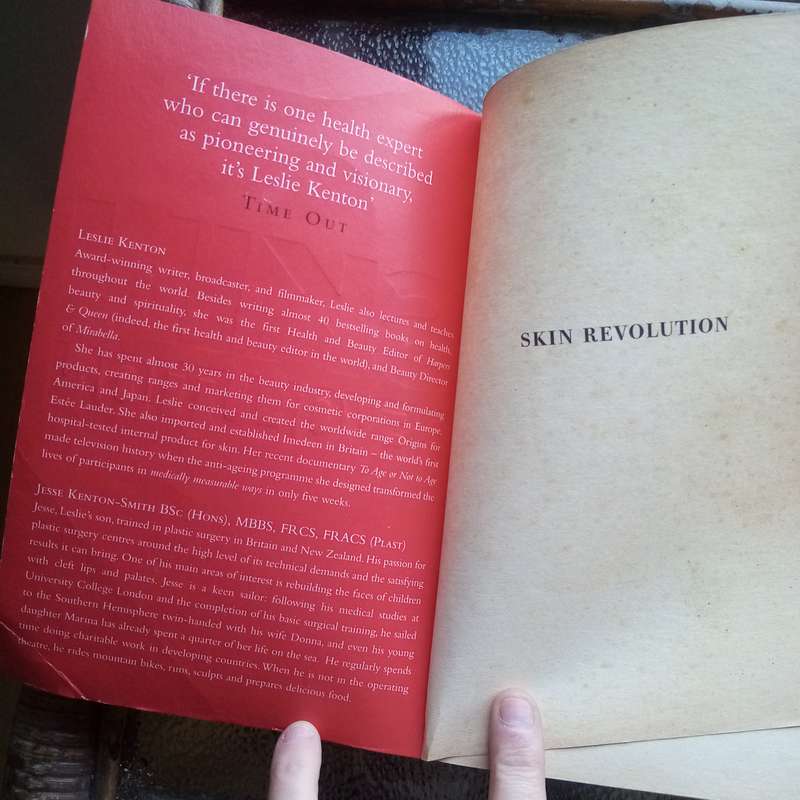 ‘If there is one health expert
who can genuinely be described
as pioneering and visionary,
it’s Leslie Kenton’
TIME OUT
LESLIE KENTON
Award-winning writer, broadcaster, and filmmaker, Leslie also lectures and teaches
throughout the world. Besides writing almost 40 bestselling books on health,
beauty and spirituality, she was the first Health and Beauty Editor of Harpers
& Queen (indeed, the first health and beauty editor in the world), and Beauty Director
of Mirabella.
She has spent almost 30 years in the beauty industry, developing and formulating
products, creating ranges and marketing them for cosmetic corporations in Europe,
America and Japan. Leslie conceived and created the worldwide range Origins for
Estée Lauder. She also imported and established Imedeen in Britain – the world’s first
hospital-tested internal product for skin. Her recent documentary To Age or Not to Age
made television history when the anti-ageing programme she designed transformed the
lives of participants in medically measurable ways in only five weeks.
JESSE KENTON-SMITH BSC (HONS), MBBS, FRCS, FRACS (PLAST)
Jesse, Leslie’s son, trained in plastic surgery in Britain and New Zealand. His passion for
plastic surgery centres around the high level of its technical demands and the satisfying
results it can bring. One of his main areas of interest is rebuilding the faces of children
with cleft lips and palates. Jesse is a keen sailor: following his medical studies at
University College London and the completion of his basic surgical training, he sailed
to the Southern Hemisphere twin-handed with his wife Donna, and even his young
daughter Marina has already spent a quarter of her life on the sea. He regularly spends
time doing charitable work in developing countries. When he is not in the operating
theatre, he rides mountain bikes, runs, sculpts and prepares delicious food.
SKIN REVOLUTION